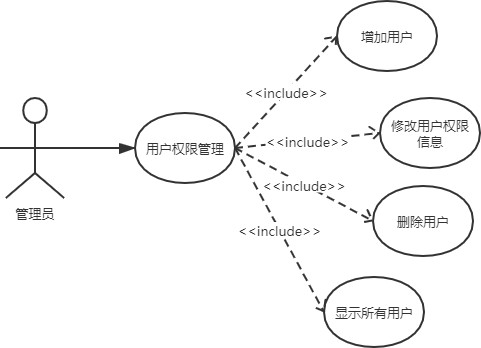 增加用户
<<include>>
<<include>>
修改用户权限
信息
用户权限管理
<<include>>
管理员
删除用户
<<include>>
显示所有用户